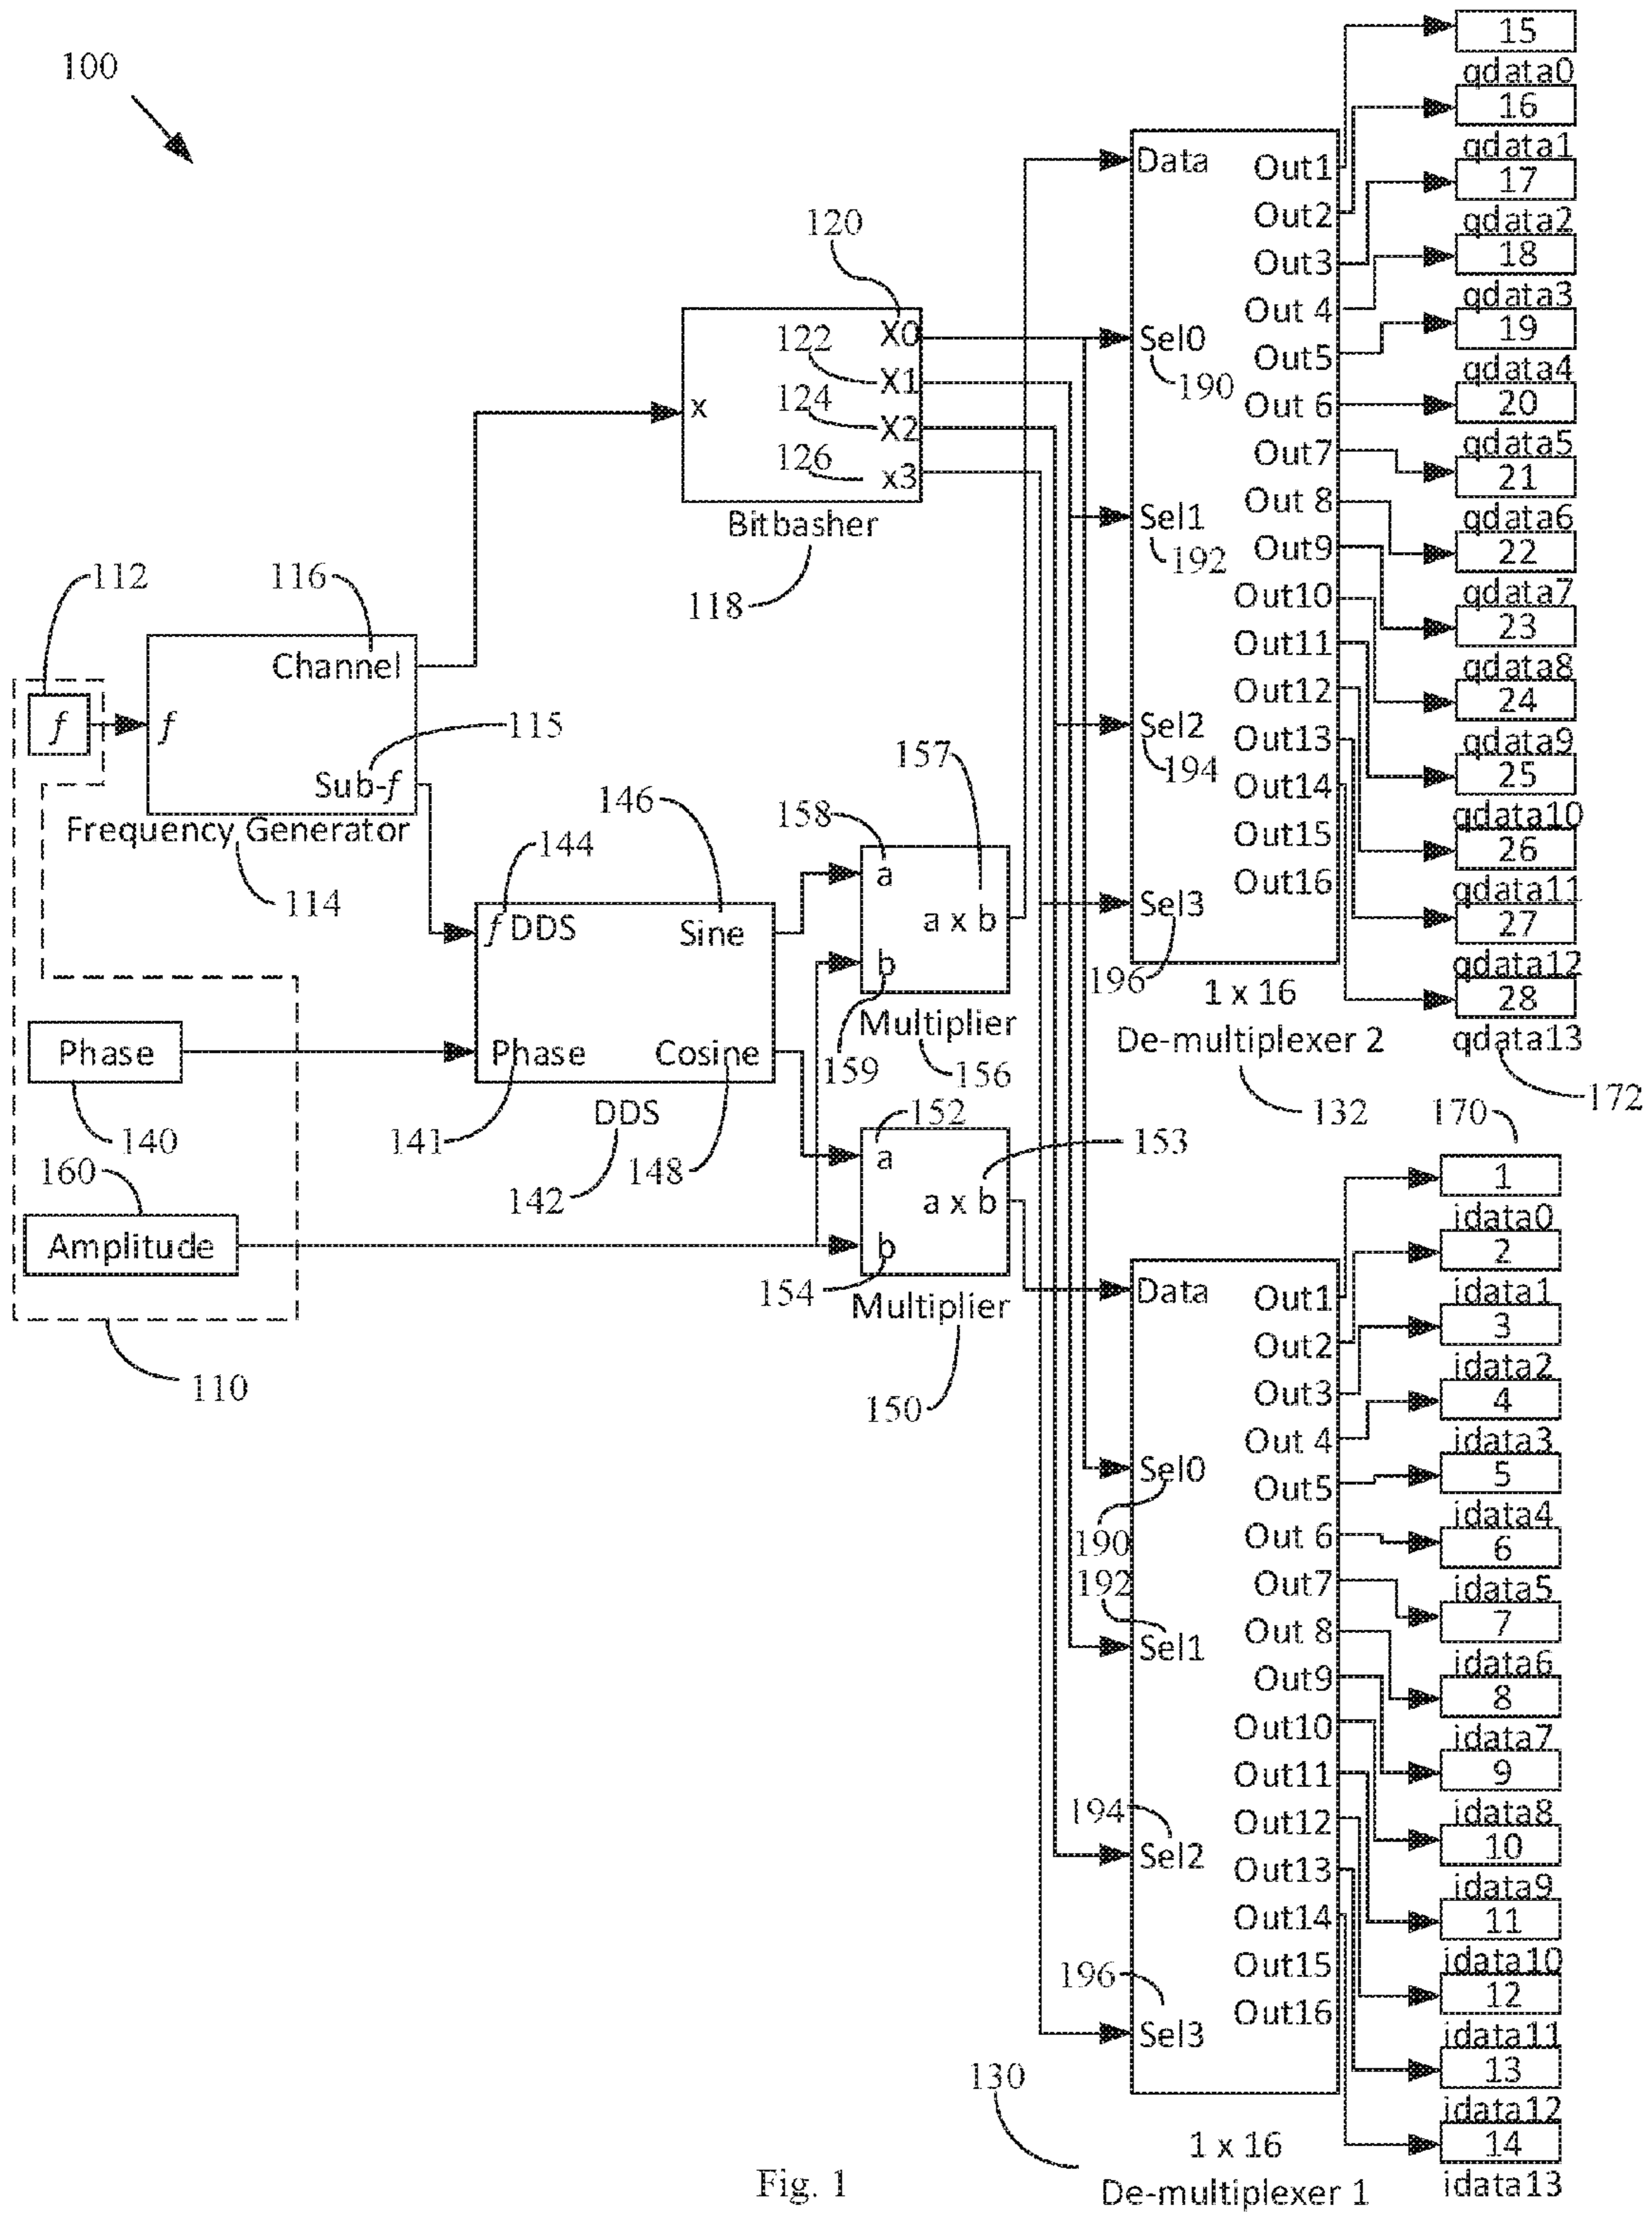 100
120
X0
122
X1
124
X2
126
x3
x
Bitbasher
118
112
116
Channel
f
f
115
Sub-f
Frequency Generator
114
144
f DDS
146
Sine
Phase
140
Phase
141
Cosine
148
DDS
142
160
Amplitude
110
157
158
a
a x b
b
159
Multiplier
156
152
a
153
a x b
b
154
Multiplier
150
Data
Sel0
190
Sel1
192
Sel2
194
Sel3
196
Out1
Out2
Out3
Out 4
Out5
Out 6
Out7
Out 8
Out9
Out10
Out11
Out12
Out13
Out14
Out15
Out16
1 x 16
De-multiplexer 2
132
15
qdata0
16
qdata1
17
qdata2
18
qdata3
19
qdata4
20
qdata5
21
qdata6
22
qdata7
23
qdata8
24
qdata9
25
qdata10
26
qdata11
27
qdata12
28
qdata13
172
170
Data
Sel0
190
192
Sel1
194
Sel2
196
Sel3
Out1
Out2
Out3
Out 4
Out5
Out 6
Out7
Out 8
Out9
Out10
Out11
Out12
Out13
Out14
Out15
Out16
130
1 x 16
De-multiplexer 1
1
idata0
2
idata1
3
idata2
4
idata3
5
idata4
6
idata5
7
idata6
8
idata7
9
idata8
10
idata9
11
idata10
12
idata11
13
idata12
14
idata13
Fig. 1